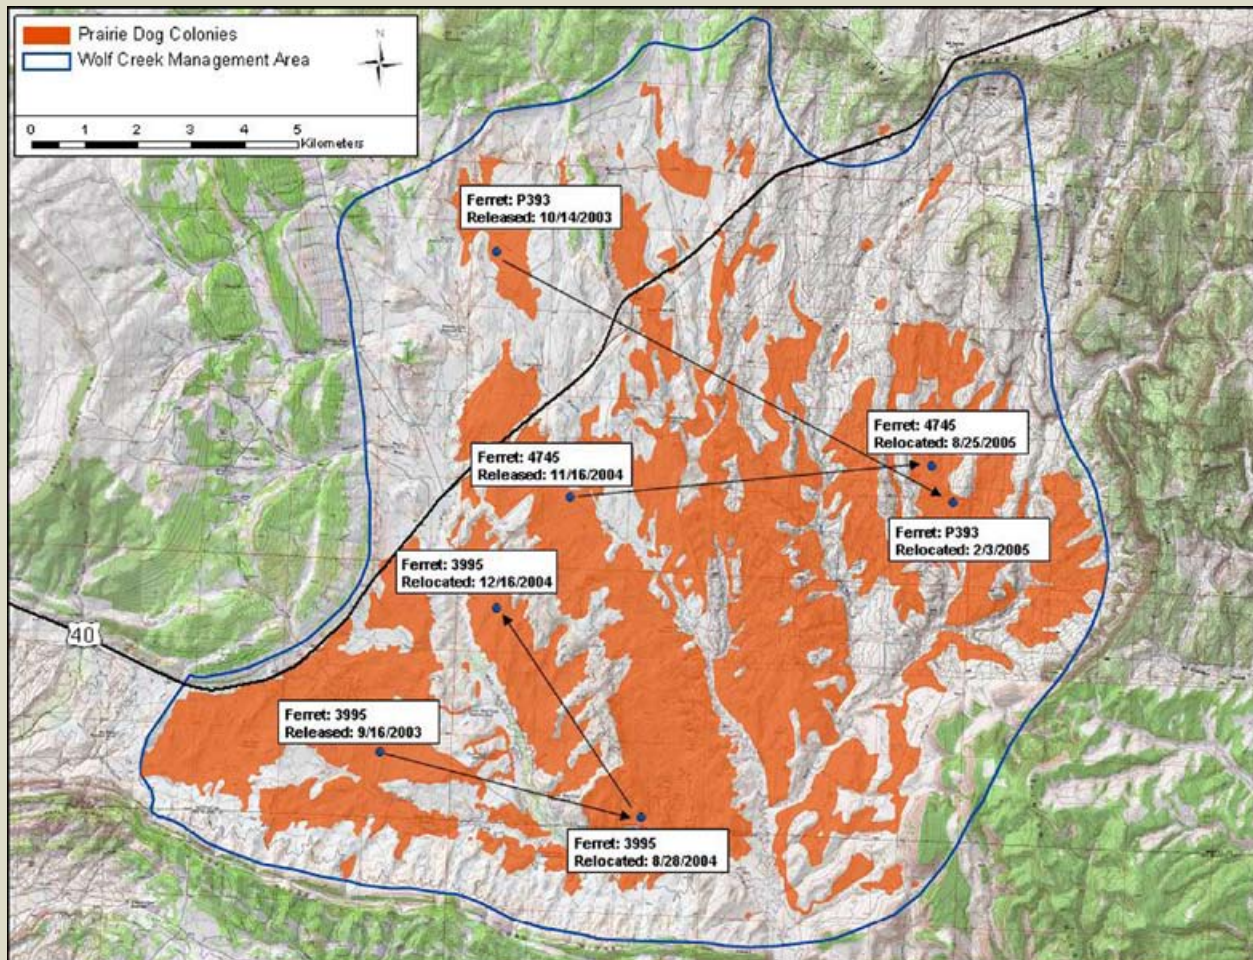 Prairie Dog Colonies
Wolf Creek Management Area
N
0 1 2 3 4 5
Kilometers
Ferret: P393
Released: 10/14/2003
Ferret: 4745
Relocated: 8/25/2005
Ferret: 4745
Released: 11/16/2004
Ferret: P393
Relocated: 2/3/2005
Ferret: 3995
Relocated: 12/16/2004
40
Ferret: 3995
Released: 9/16/2003
Ferret: 3995
Relocated: 8/28/2004